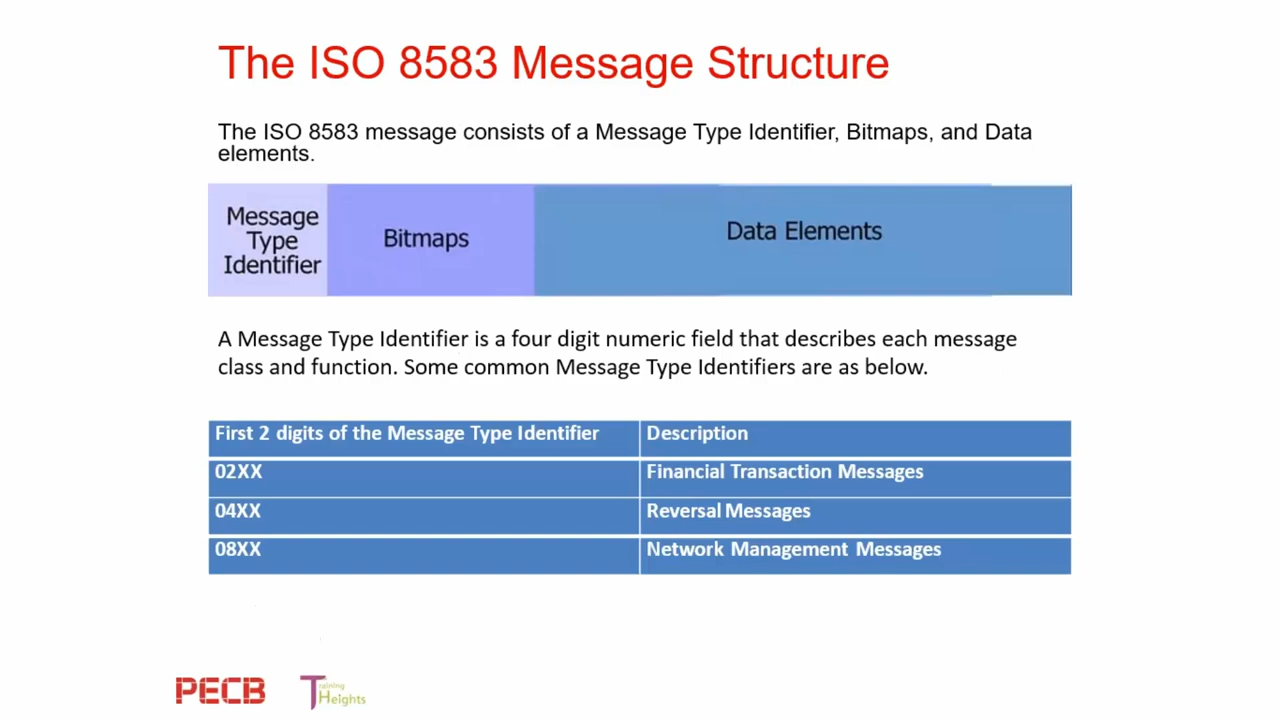 The ISO 8583 Message Structure
The ISO 8583 message consists of a Message Type Identifier, Bitmaps, and Data
elements.
Message
Type
Identifier
Bitmaps
Data Elements
A Message Type Identifier is a four digit numeric field that describes each message
class and function. Some common Message Type Identifiers are as below.
First 2 digits of the Message Type Identifier
Description
02XX
Financial Transaction Messages
04XX
Reversal Messages
08XX
Network Management Messages
PECB
Training
Heights